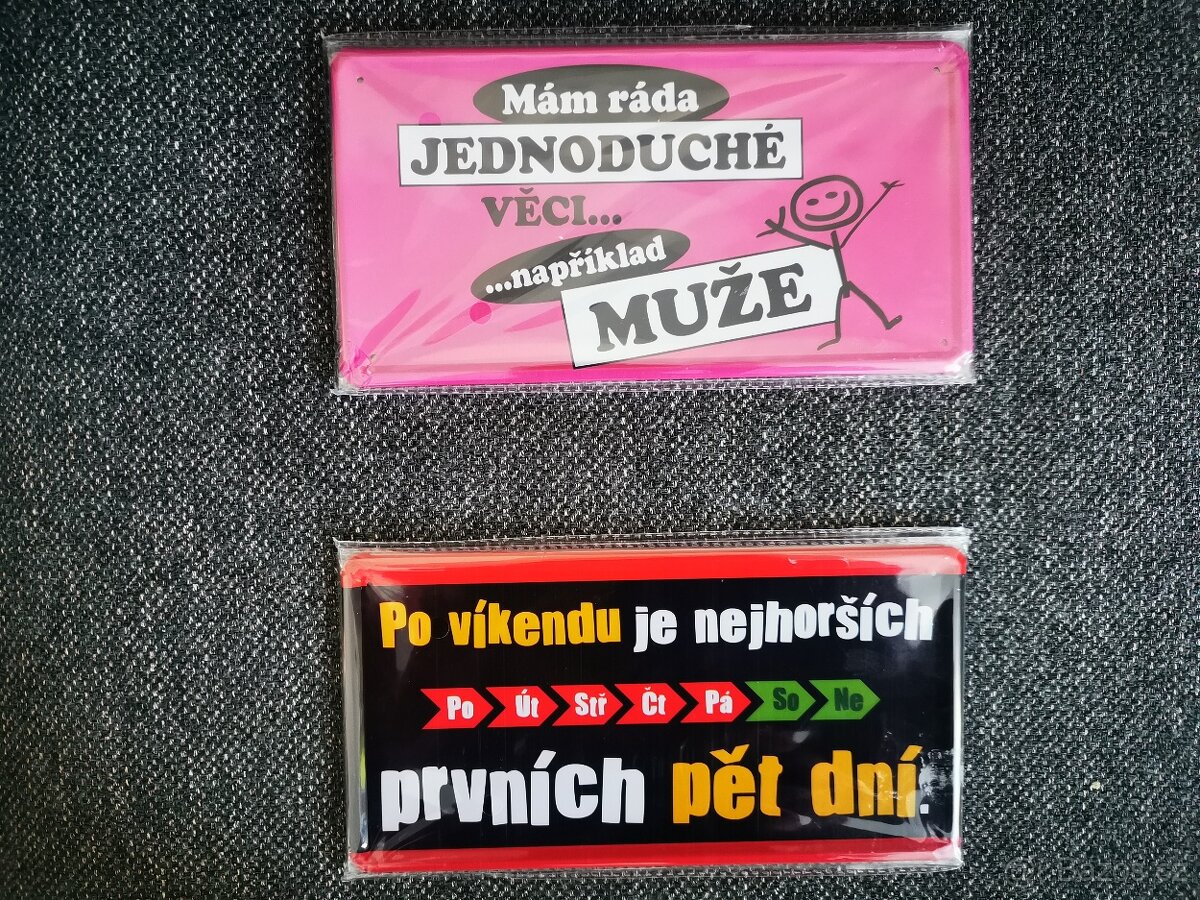 Mám ráda
JEDNODUCHÉ
VĚCI...
...například
MUŽE
Po víkendu je nejhorších
Po Út Stř Čt Pá So Ne
prvních pět dní.